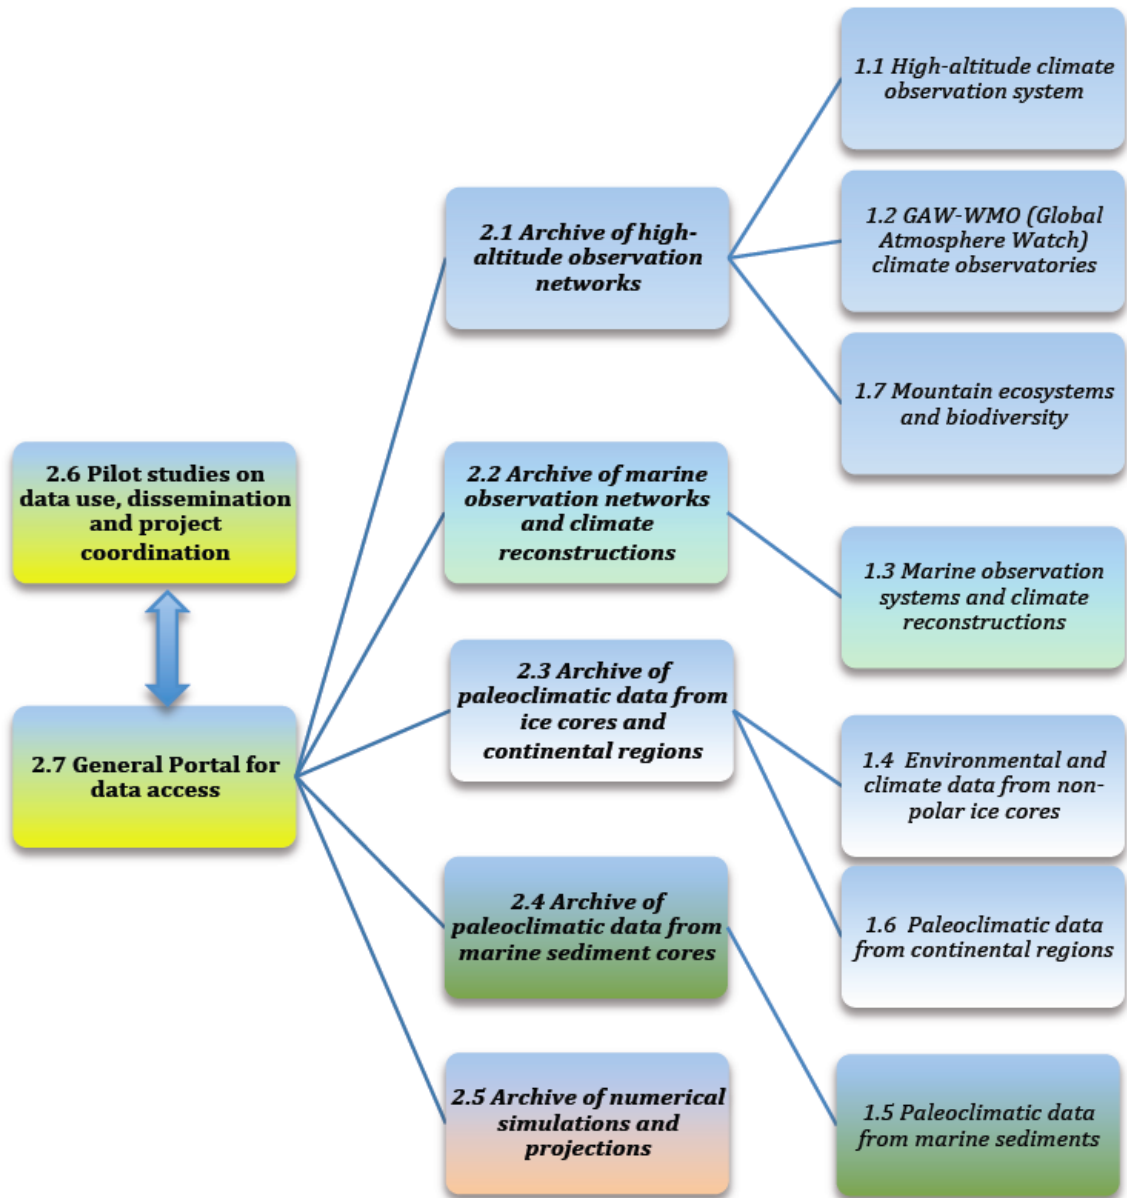 1.1 High-altitude climate
observation system
1.2 GAW-WMO (Global
Atmosphere Watch)
climate observatories
2.1 Archive of high-
altitude observation
networks
1.7 Mountain ecosystems
and biodiversity
2.6 Pilot studies on
data use, dissemination
and project
coordination
2.2 Archive of marine
observation networks
and climate
reconstructions
1.3 Marine observation
systems and climate
reconstructions
2.3 Archive of
paleoclimatic data from
ice cores and
continental regions
2.7 General Portal for
data access
1.4 Environmental and
climate data from non-
polar ice cores
2.4 Archive of
paleoclimatic data from
marine sediment cores
1.6 Paleoclimatic data
from continental regions
2.5 Archive of numerical
simulations and
projections
1.5 Paleoclimatic data
from marine sediments